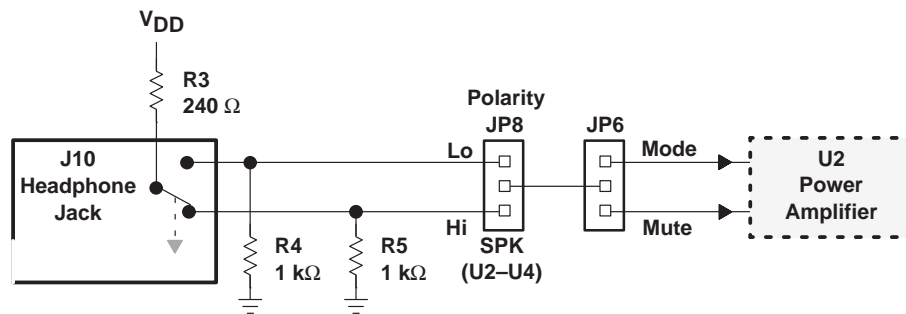 VDD
R3
240 Ω
Polarity
JP8
JP6
J10
Headphone
Jack
Lo
Mode
U2
Power
Amplifier
Hi
Mute
R4
1 kΩ
R5
1 kΩ
SPK
(U2–U4)